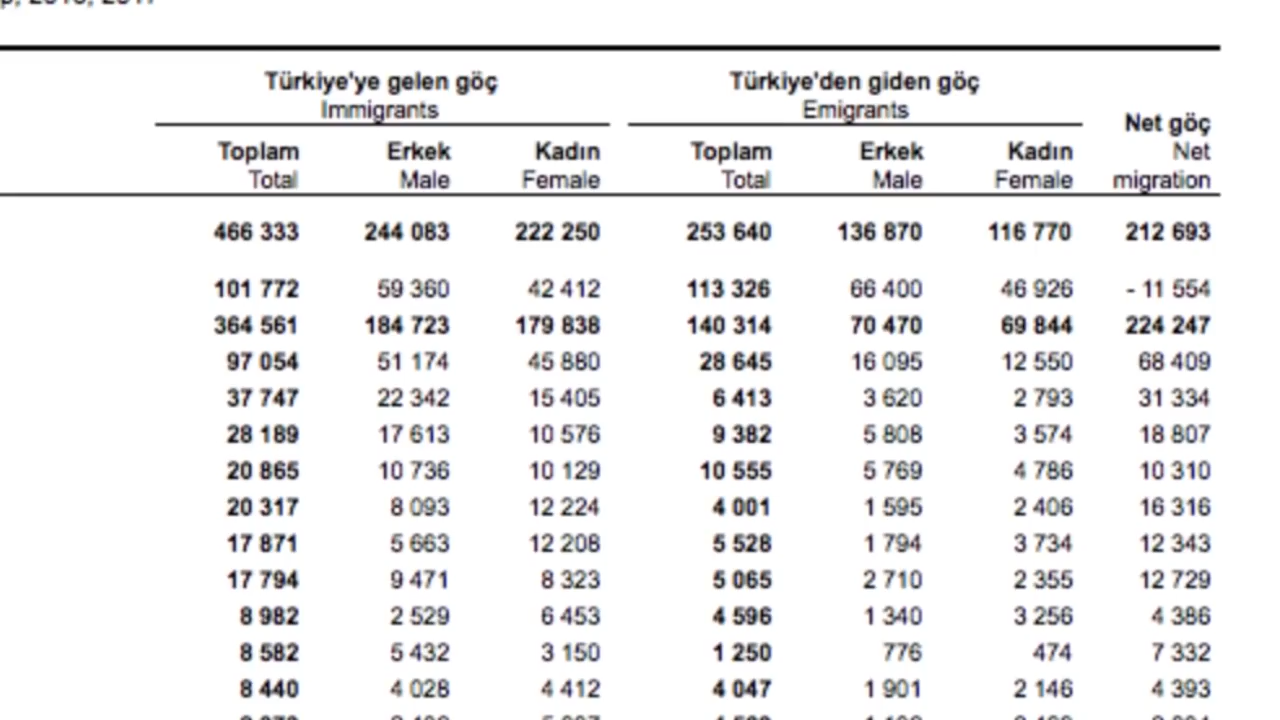 2017
Türkiye'ye gelen göç Türkiye'den giden göç
Immigrants Emigrants
Net göç
Toplam Erkek Kadın Toplam Erkek Kadın Net
Total Male Female Total Male Female migration
466 333 244 083 222 250 253 640 136 870 116 770 212 693
101 772 59 360 42 412 113 326 66 400 46 926 - 11 554
364 561 184 723 179 838 140 314 70 470 69 844 224 247
97 054 51 174 45 880 28 645 16 095 12 550 68 409
37 747 22 342 15 405 6 413 3 620 2 793 31 334
28 189 17 613 10 576 9 382 5 808 3 574 18 807
20 865 10 736 10 129 10 555 5 769 4 786 10 310
20 317 8 093 12 224 4 001 1 595 2 406 16 316
17 871 5 663 12 208 5 528 1 794 3 734 12 343
17 794 9 471 8 323 5 065 2 710 2 355 12 729
8 982 2 529 6 453 4 596 1 340 3 256 4 386
8 582 5 432 3 150 1 250 776 474 7 332
8 440 4 028 4 412 4 047 1 901 2 146 4 393